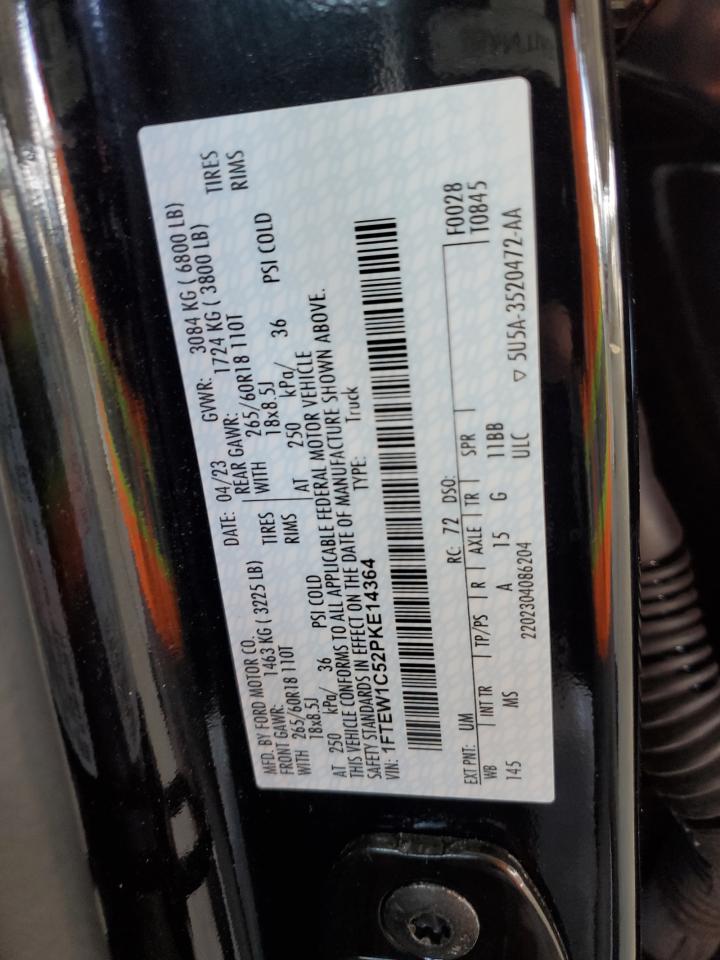 MFD. BY FORD MOTOR CO. DATE: 04/23 GVWR: 3084 KG ( 6800 LB)
FRONT GAWR: 1463 KG ( 3225 LB) REAR GAWR: 1724 KG ( 3800 LB)
WITH 265/60R18 110T TIRES WITH 265/60R18 110T TIRES
18x8.5J RIMS 18x8.5J RIMS
AT 250 kPa/ 36 PSI COLD AT 250 kPa/ 36 PSI COLD
THIS VEHICLE CONFORMS TO ALL APPLICABLE FEDERAL MOTOR VEHICLE
SAFETY STANDARDS IN EFFECT ON THE DATE OF MANUFACTURE SHOWN ABOVE.
VIN: 1FTEW1C52PKE14364 TYPE: Truck
F0028
EXT PNT: UM RC: 72 DSO: T0845
WB INT TR TP/PS R AXLE TR SPR
145 MS A 15 G 11BB
2202304086204 ULC ▽ 5U5A-3520472-AA